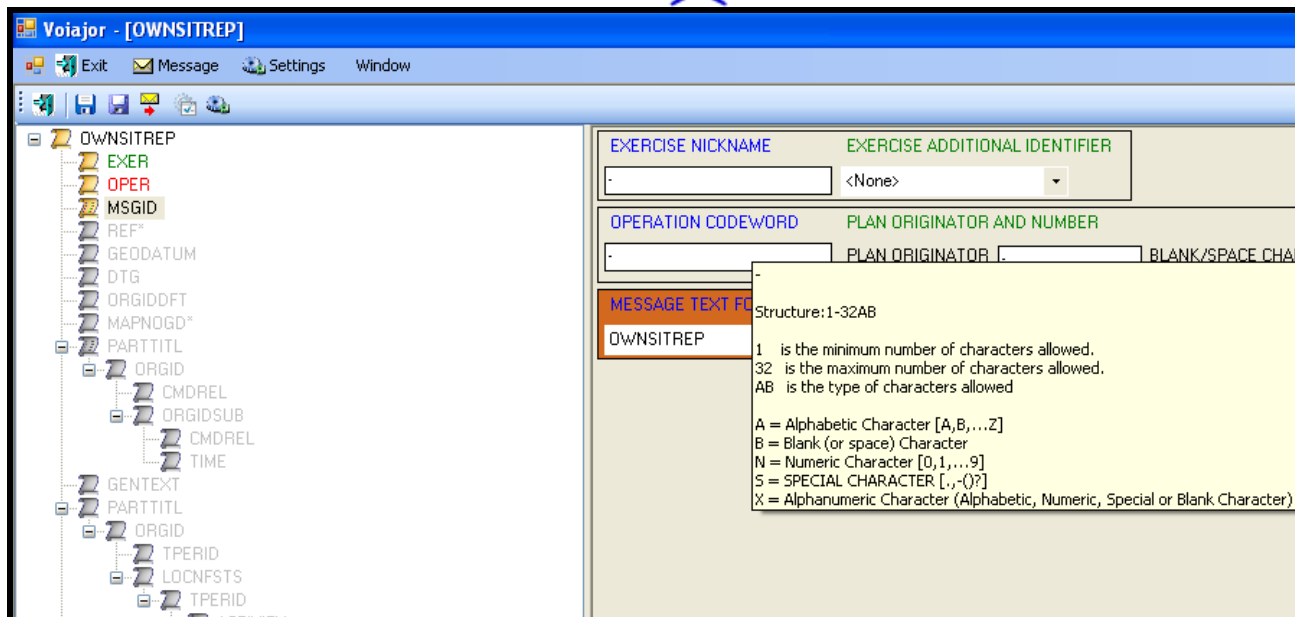 Voiajor - [OWNSITREP]
Exit Message Settings Window
OWNSITREP
EXER
OPER
MSGID
REF*
GEODATUM
DTG
ORGIDDFT
MAPNOGD*
PARTTITL
ORGID
CMDREL
ORGIDSUB
CMDREL
TIME
GENTEXT
PARTTITL
ORGID
TPERID
LOCNFSTS
TPERID
EXERCISE NICKNAME EXERCISE ADDITIONAL IDENTIFIER
- <None>
OPERATION CODEWORD PLAN ORIGINATOR AND NUMBER
- PLAN ORIGINATOR - BLANK/SPACE CHA
MESSAGE TEXT FO
OWNSITREP
-
Structure:1-32AB
1 is the minimum number of characters allowed.
32 is the maximum number of characters allowed.
AB is the type of characters allowed
A = Alphabetic Character [A,B,...Z]
B = Blank (or space) Character
N = Numeric Character [0,1,...9]
S = SPECIAL CHARACTER [.,-()?]
X = Alphanumeric Character (Alphabetic, Numeric, Special or Blank Character)